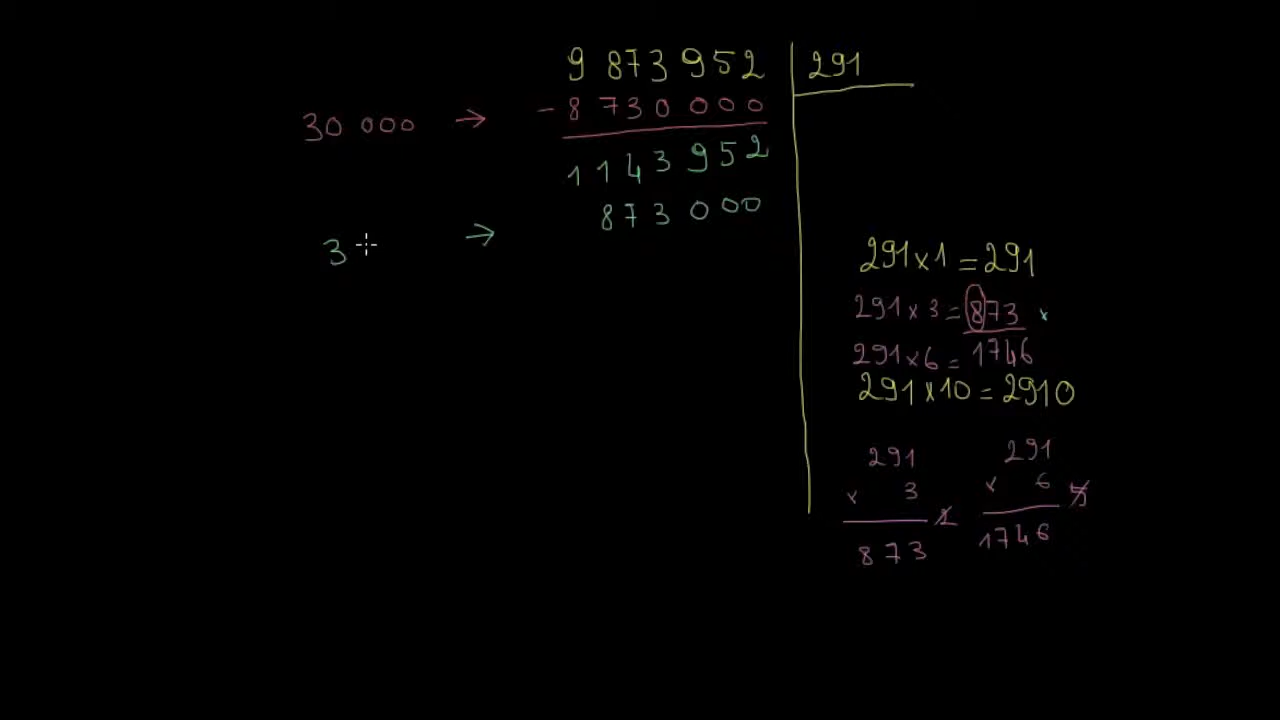 9 873 952 291
30 000 → - 8 730 000
1 143 952
3 → 873 000
291 x 1 = 291
291 x 3 = 873 x
291 x 6 = 1746
291 x 10 = 2910
291
x 3
873
291
x 6
1746